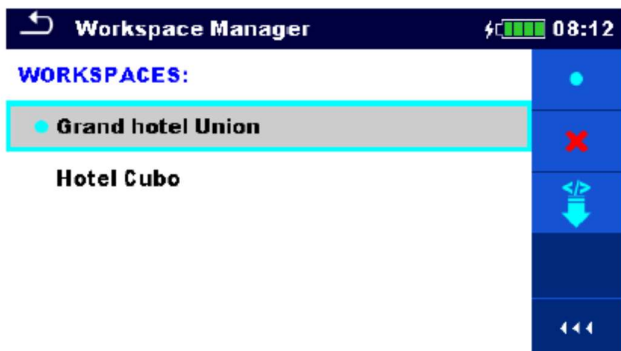 Workspace Manager 08:12
WORKSPACES:
Grand hotel Union
Hotel Cubo
</>